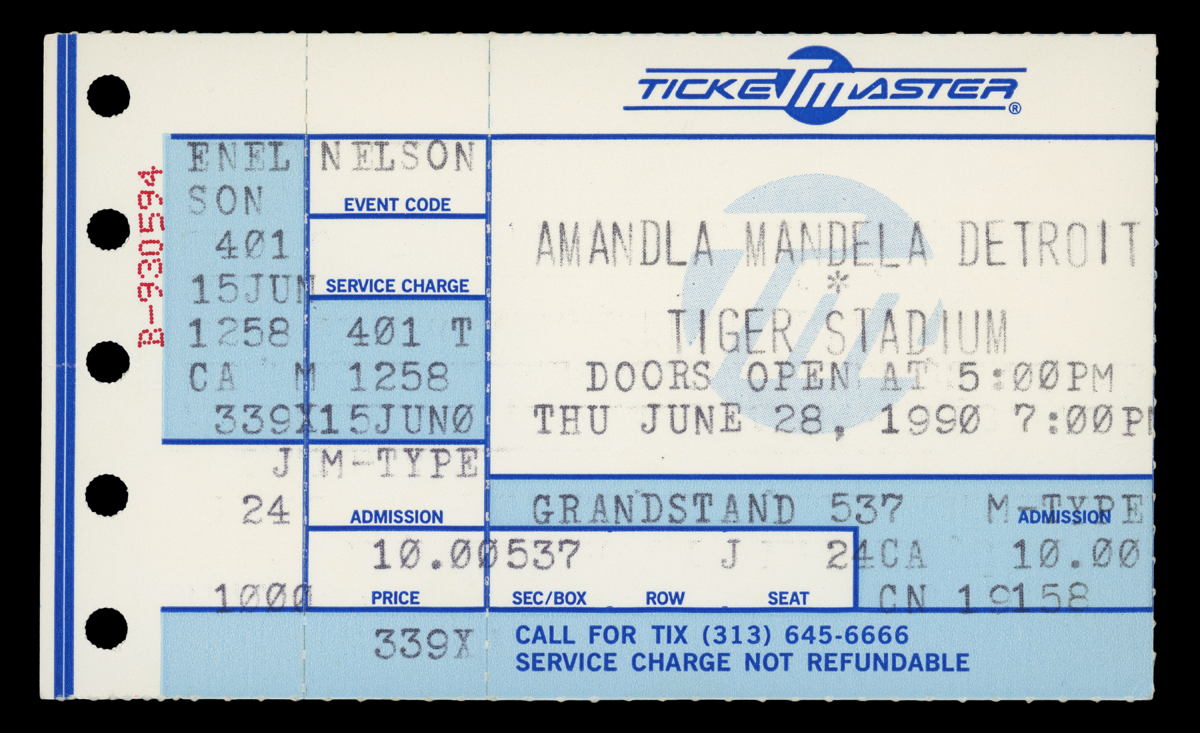 TICKETMASTER®
B-930594
ENEL
SON
401
15JUN
1258
CA M
339X
J
24
1000
NELSON
EVENT CODE
SERVICE CHARGE
401 T
1258
15JUN0
M-TYPE
ADMISSION
10.00
PRICE
339X
AMANDLA MANDELA DETROIT
*
TIGER STADIUM
DOORS OPEN AT 5:00PM
THU JUNE 28, 1990 7:00PM
GRANDSTAND 537 M-TYPE
ADMISSION
537 J 24CA 10.00
SEC/BOX ROW SEAT
CN 19158
CALL FOR TIX (313) 645-6666
SERVICE CHARGE NOT REFUNDABLE